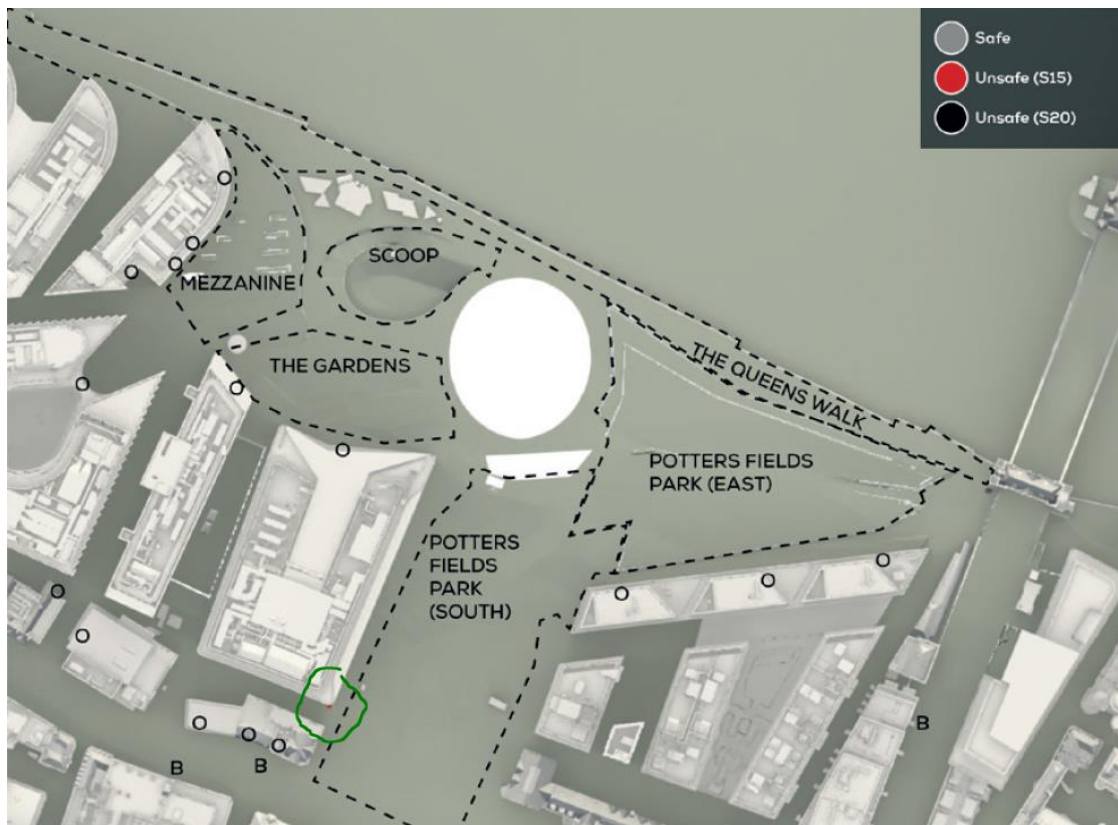 Safe
Unsafe (S15)
Unsafe (S20)
O
SCOOP
O
O
O
MEZZANINE
THE GARDENS
THE QUEENS WALK
O
O
O
POTTERS FIELDS
PARK (EAST)
POTTERS
FIELDS
PARK
(SOUTH)
O
O
O
O
O
O
O
O
B
B
B